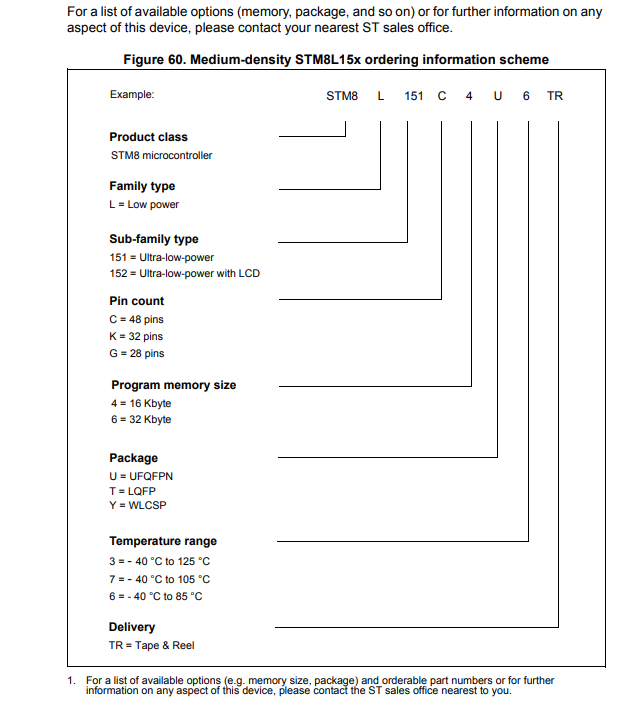 For a list of available options (memory, package, and so on) or for further information on any
aspect of this device, please contact your nearest ST sales office.
Figure 60. Medium-density STM8L15x ordering information scheme
Example: STM8 L 151 C 4 U 6 TR
Product class
STM8 microcontroller
Family type
L = Low power
Sub-family type
151 = Ultra-low-power
152 = Ultra-low-power with LCD
Pin count
C = 48 pins
K = 32 pins
G = 28 pins
Program memory size
4 = 16 Kbyte
6 = 32 Kbyte
Package
U = UFQFPN
T = LQFP
Y = WLCSP
Temperature range
3 = - 40 °C to 125 °C
7 = - 40 °C to 105 °C
6 = - 40 °C to 85 °C
Delivery
TR = Tape & Reel
1. For a list of available options (e.g. memory size, package) and orderable part numbers or for further
information on any aspect of this device, please contact the ST sales office nearest to you.